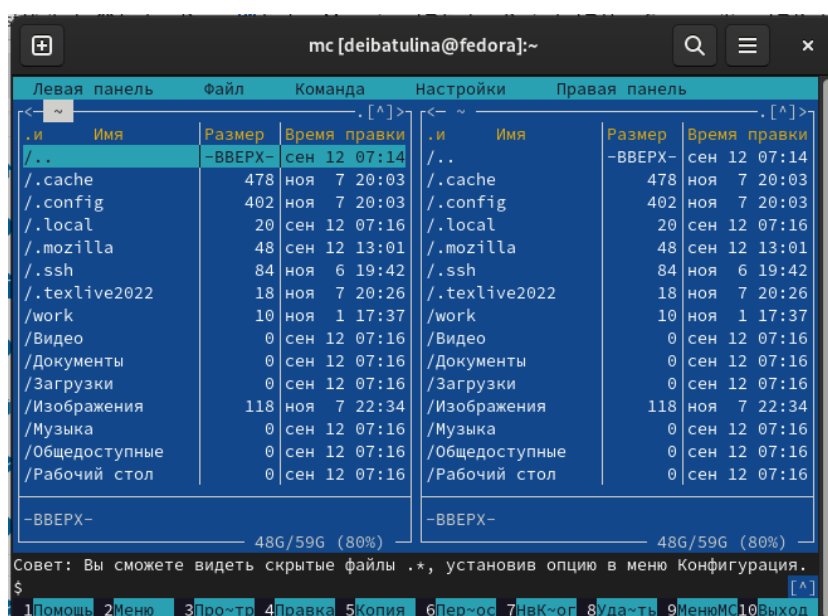 mc [deibatulina@fedora]:~
Левая панель Файл Команда Настройки Правая панель
<─ ~ ─.[^]>─ <─ ~ ─.[^]>─
.и Имя Размер Время правки .и Имя Размер Время правки
/.. -ВВЕРХ- сен 12 07:14 /.. -ВВЕРХ- сен 12 07:14
/.cache 478 ноя 7 20:03 /.cache 478 ноя 7 20:03
/.config 402 ноя 7 20:03 /.config 402 ноя 7 20:03
/.local 20 сен 12 07:16 /.local 20 сен 12 07:16
/.mozilla 48 сен 12 13:01 /.mozilla 48 сен 12 13:01
/.ssh 84 ноя 6 19:42 /.ssh 84 ноя 6 19:42
/.texlive2022 18 ноя 7 20:26 /.texlive2022 18 ноя 7 20:26
/work 10 ноя 1 17:37 /work 10 ноя 1 17:37
/Видео 0 сен 12 07:16 /Видео 0 сен 12 07:16
/Документы 0 сен 12 07:16 /Документы 0 сен 12 07:16
/Загрузки 0 сен 12 07:16 /Загрузки 0 сен 12 07:16
/Изображения 118 ноя 7 22:34 /Изображения 118 ноя 7 22:34
/Музыка 0 сен 12 07:16 /Музыка 0 сен 12 07:16
/Общедоступные 0 сен 12 07:16 /Общедоступные 0 сен 12 07:16
/Рабочий стол 0 сен 12 07:16 /Рабочий стол 0 сен 12 07:16
-ВВЕРХ- -ВВЕРХ-
48G/59G (80%) 48G/59G (80%)
Совет: Вы сможете видеть скрытые файлы .*, установив опцию в меню Конфигурация.
$ [^]
1Помощь 2Меню 3Про~тр 4Правка 5Копия 6Пер~ос 7НвК~ог 8Уда~ть 9МенюМС10Выход